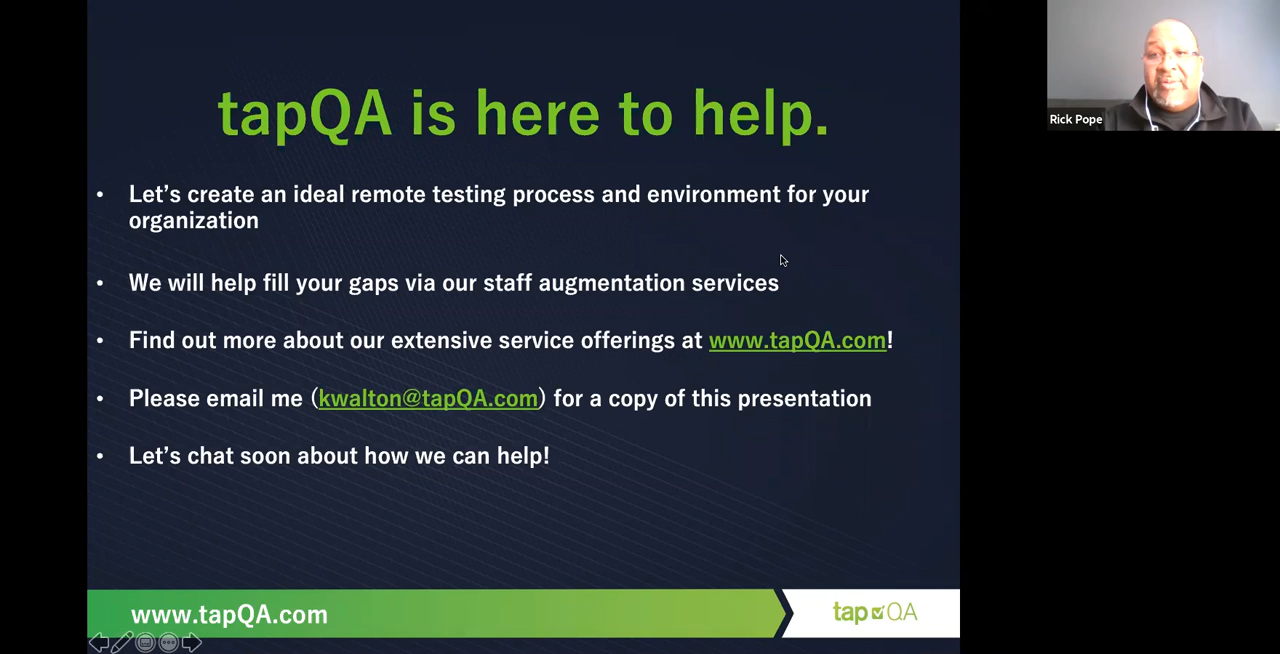 tapQA is here to help.
• Let’s create an ideal remote testing process and environment for your
organization
• We will help fill your gaps via our staff augmentation services
• Find out more about our extensive service offerings at www.tapQA.com!
• Please email me (kwalton@tapQA.com) for a copy of this presentation
• Let’s chat soon about how we can help!
www.tapQA.com
tap QA
Rick Pope